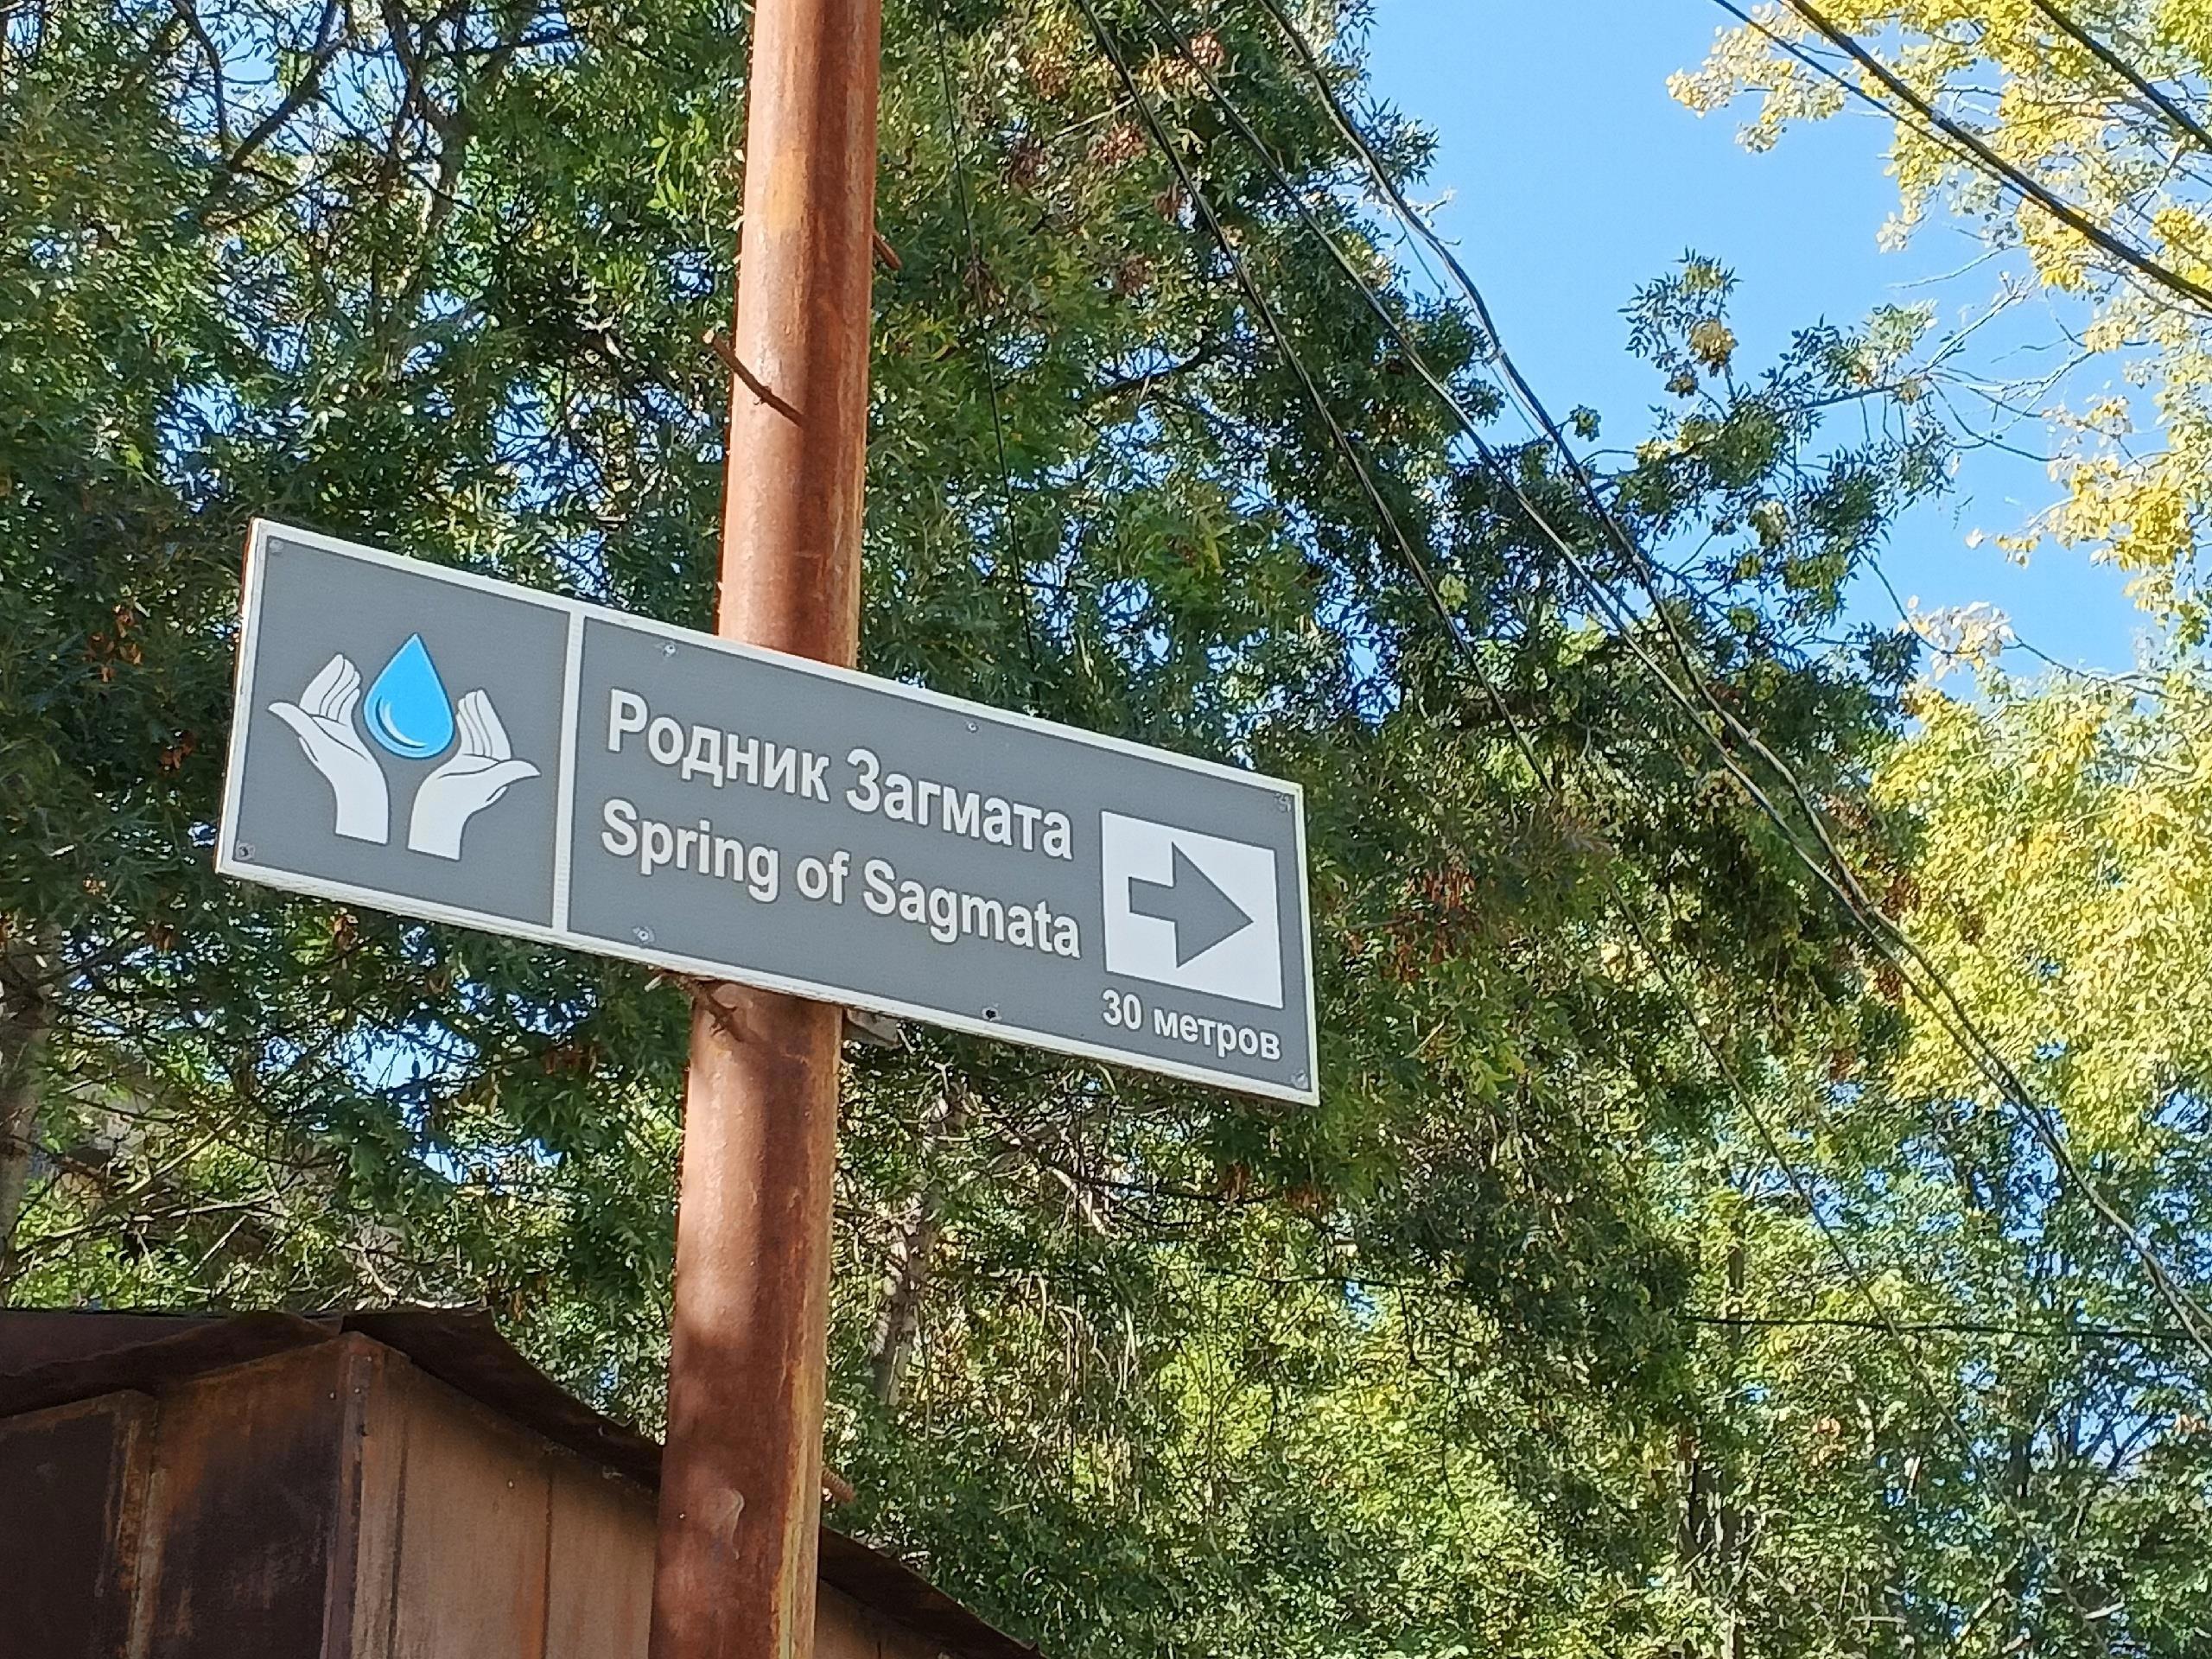 Родник Загмата
Spring of Sagmata
30 метров